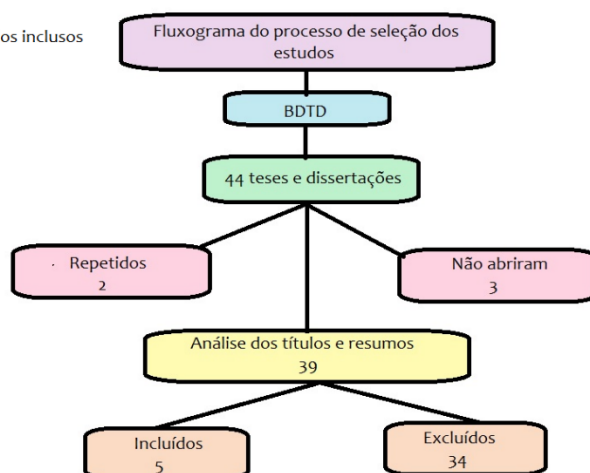 os inclusos
Fluxograma do processo de seleção dos
estudos
BDTD
44 teses e dissertações
Repetidos
2
Não abriram
3
Análise dos títulos e resumos
39
Incluídos
5
Excluídos
34